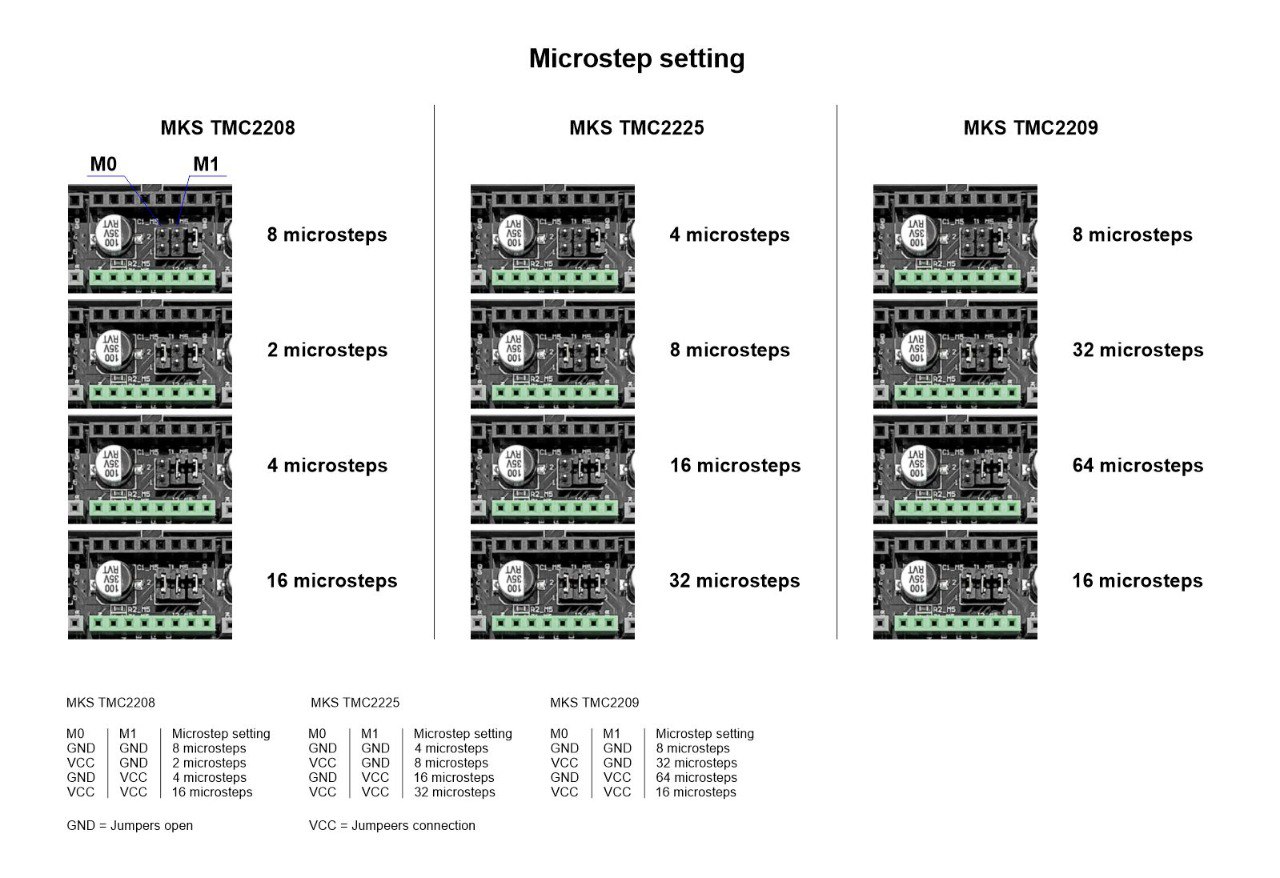 Microstep setting
MKS TMC2208
M0 M1
8 microsteps
2 microsteps
4 microsteps
16 microsteps
MKS TMC2225
4 microsteps
8 microsteps
16 microsteps
32 microsteps
MKS TMC2209
8 microsteps
32 microsteps
64 microsteps
16 microsteps
MKS TMC2208
M0 M1 Microstep setting
GND GND 8 microsteps
VCC GND 2 microsteps
GND VCC 4 microsteps
VCC VCC 16 microsteps
MKS TMC2225
M0 M1 Microstep setting
GND GND 4 microsteps
VCC GND 8 microsteps
GND VCC 16 microsteps
VCC VCC 32 microsteps
MKS TMC2209
M0 M1 Microstep setting
GND GND 8 microsteps
VCC GND 32 microsteps
GND VCC 64 microsteps
VCC VCC 16 microsteps
GND = Jumpers open
VCC = Jumpeers connection